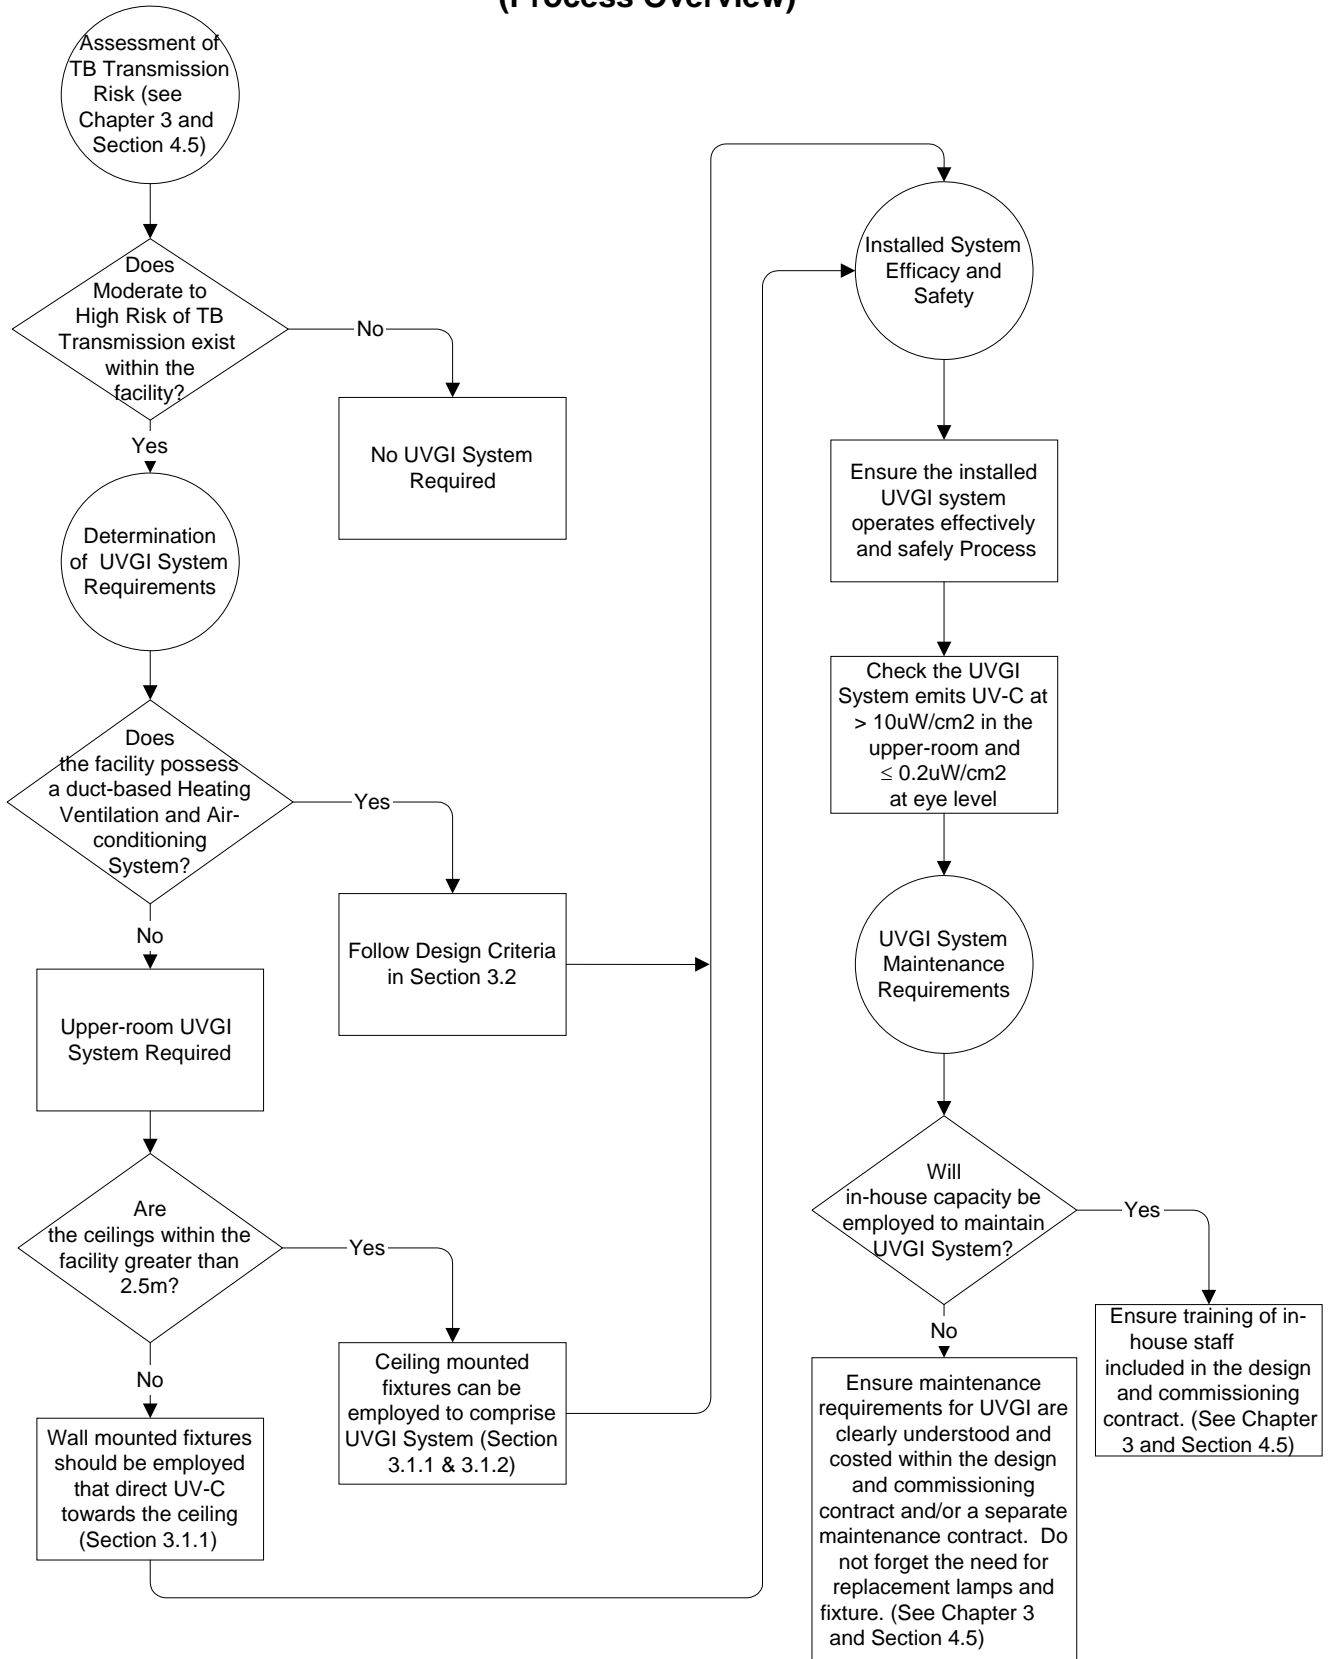 (Process Overview)
Assessment of
TB Transmission
Risk (see
Chapter 3 and
Section 4.5)
Does
Moderate to
High Risk of TB
Transmission exist
within the
facility?
No
Yes
No UVGI System
Required
Determination
of UVGI System
Requirements
Does
the facility possess
a duct-based Heating
Ventilation and Air-
conditioning
System?
Yes
No
Follow Design Criteria
in Section 3.2
Upper-room UVGI
System Required
Are
the ceilings within the
facility greater than
2.5m?
Yes
No
Ceiling mounted
fixtures can be
employed to comprise
UVGI System (Section
3.1.1 & 3.1.2)
Wall mounted fixtures
should be employed
that direct UV-C
towards the ceiling
(Section 3.1.1)
Installed System
Efficacy and
Safety
Ensure the installed
UVGI system
operates effectively
and safely Process
Check the UVGI
System emits UV-C at
> 10uW/cm2 in the
upper-room and
≤ 0.2uW/cm2
at eye level
UVGI System
Maintenance
Requirements
Will
in-house capacity be
employed to maintain
UVGI System?
Yes
No
Ensure training of in-
house staff
included in the design
and commissioning
contract. (See Chapter
3 and Section 4.5)
Ensure maintenance
requirements for UVGI are
clearly understood and
costed within the design
and commissioning
contract and/or a separate
maintenance contract. Do
not forget the need for
replacement lamps and
fixture. (See Chapter 3
and Section 4.5)